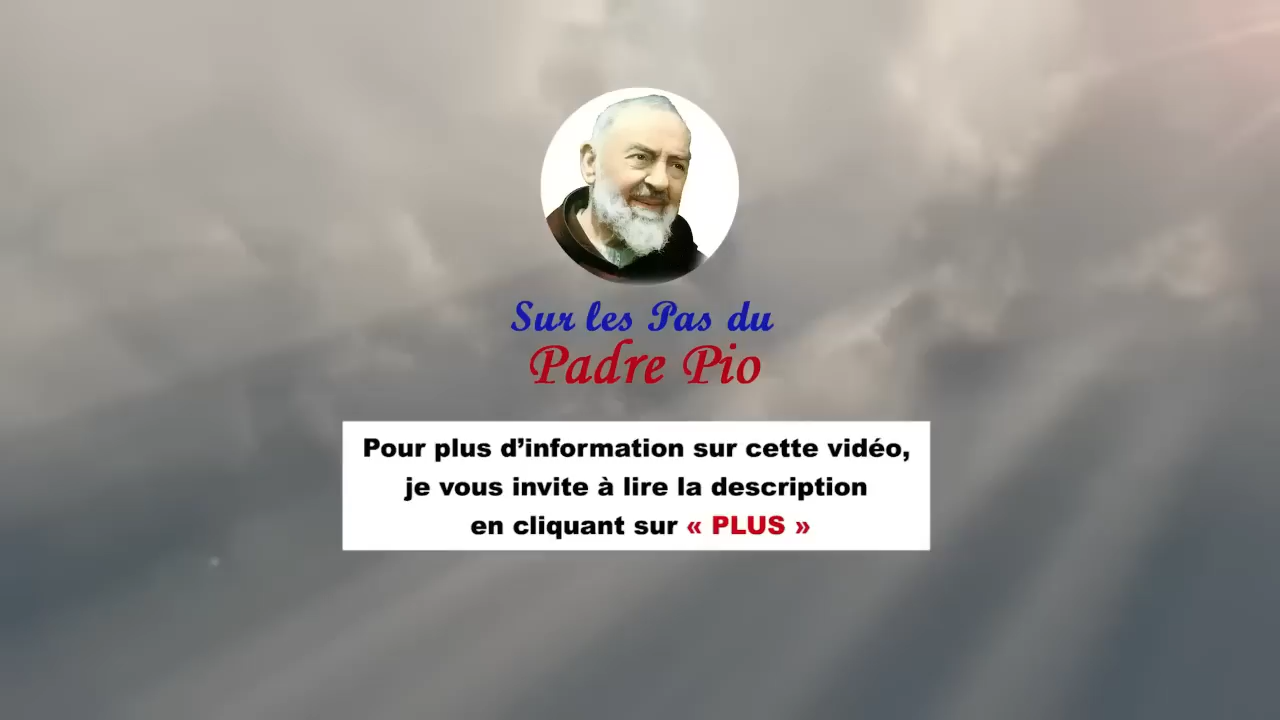 Sur les Pas du
Padre Pio
Pour plus d’information sur cette vidéo,
je vous invite à lire la description
en cliquant sur « PLUS »